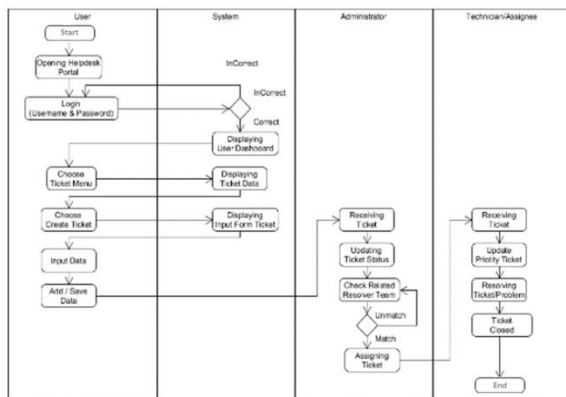 User
System
Administrator
Technician/Assignee
Start
Opening Helpdesk
Portal
Login
(Username & Password)
InCorrect
InCorrect
Correct
Displaying
User Dashboard
Choose
Ticket Menu
Displaying
Ticket Data
Choose
Create Ticket
Displaying
Input Form Ticket
Input Data
Add / Save
Data
Receiving
Ticket
Updating
Ticket Status
Check Related
Resolver Team
Unmatch
Match
Assigning
Ticket
Receiving
Ticket
Update
Priority Ticket
Resolving
Ticket/Problem
Ticket
Closed
End